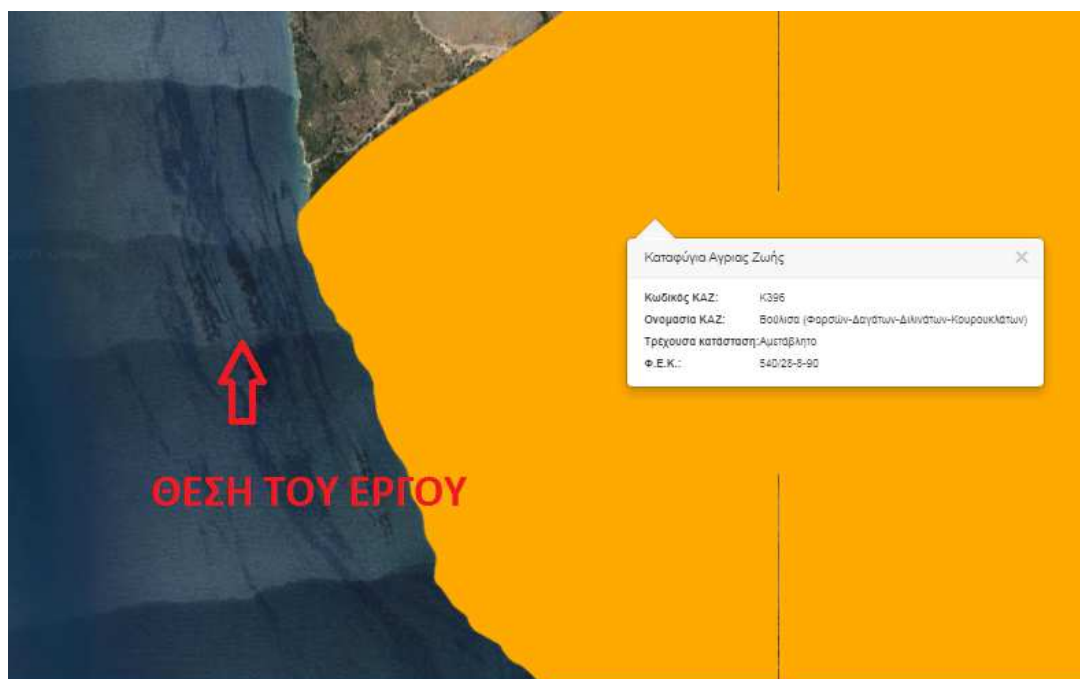 Καταφύγια Αγριας Ζωής ×
Κωδικός ΚΑΖ: Κ396
Ονομασία ΚΑΖ: Βούλισα (Φαρσών-Δαγάτων-Διλινάτων-Κουρουκλάτων)
Τρέχουσα κατάσταση: Αμετάβλητο
Φ.Ε.Κ.: 540/28-8-90
ΘΕΣΗ ΤΟΥ ΕΡΓΟΥ